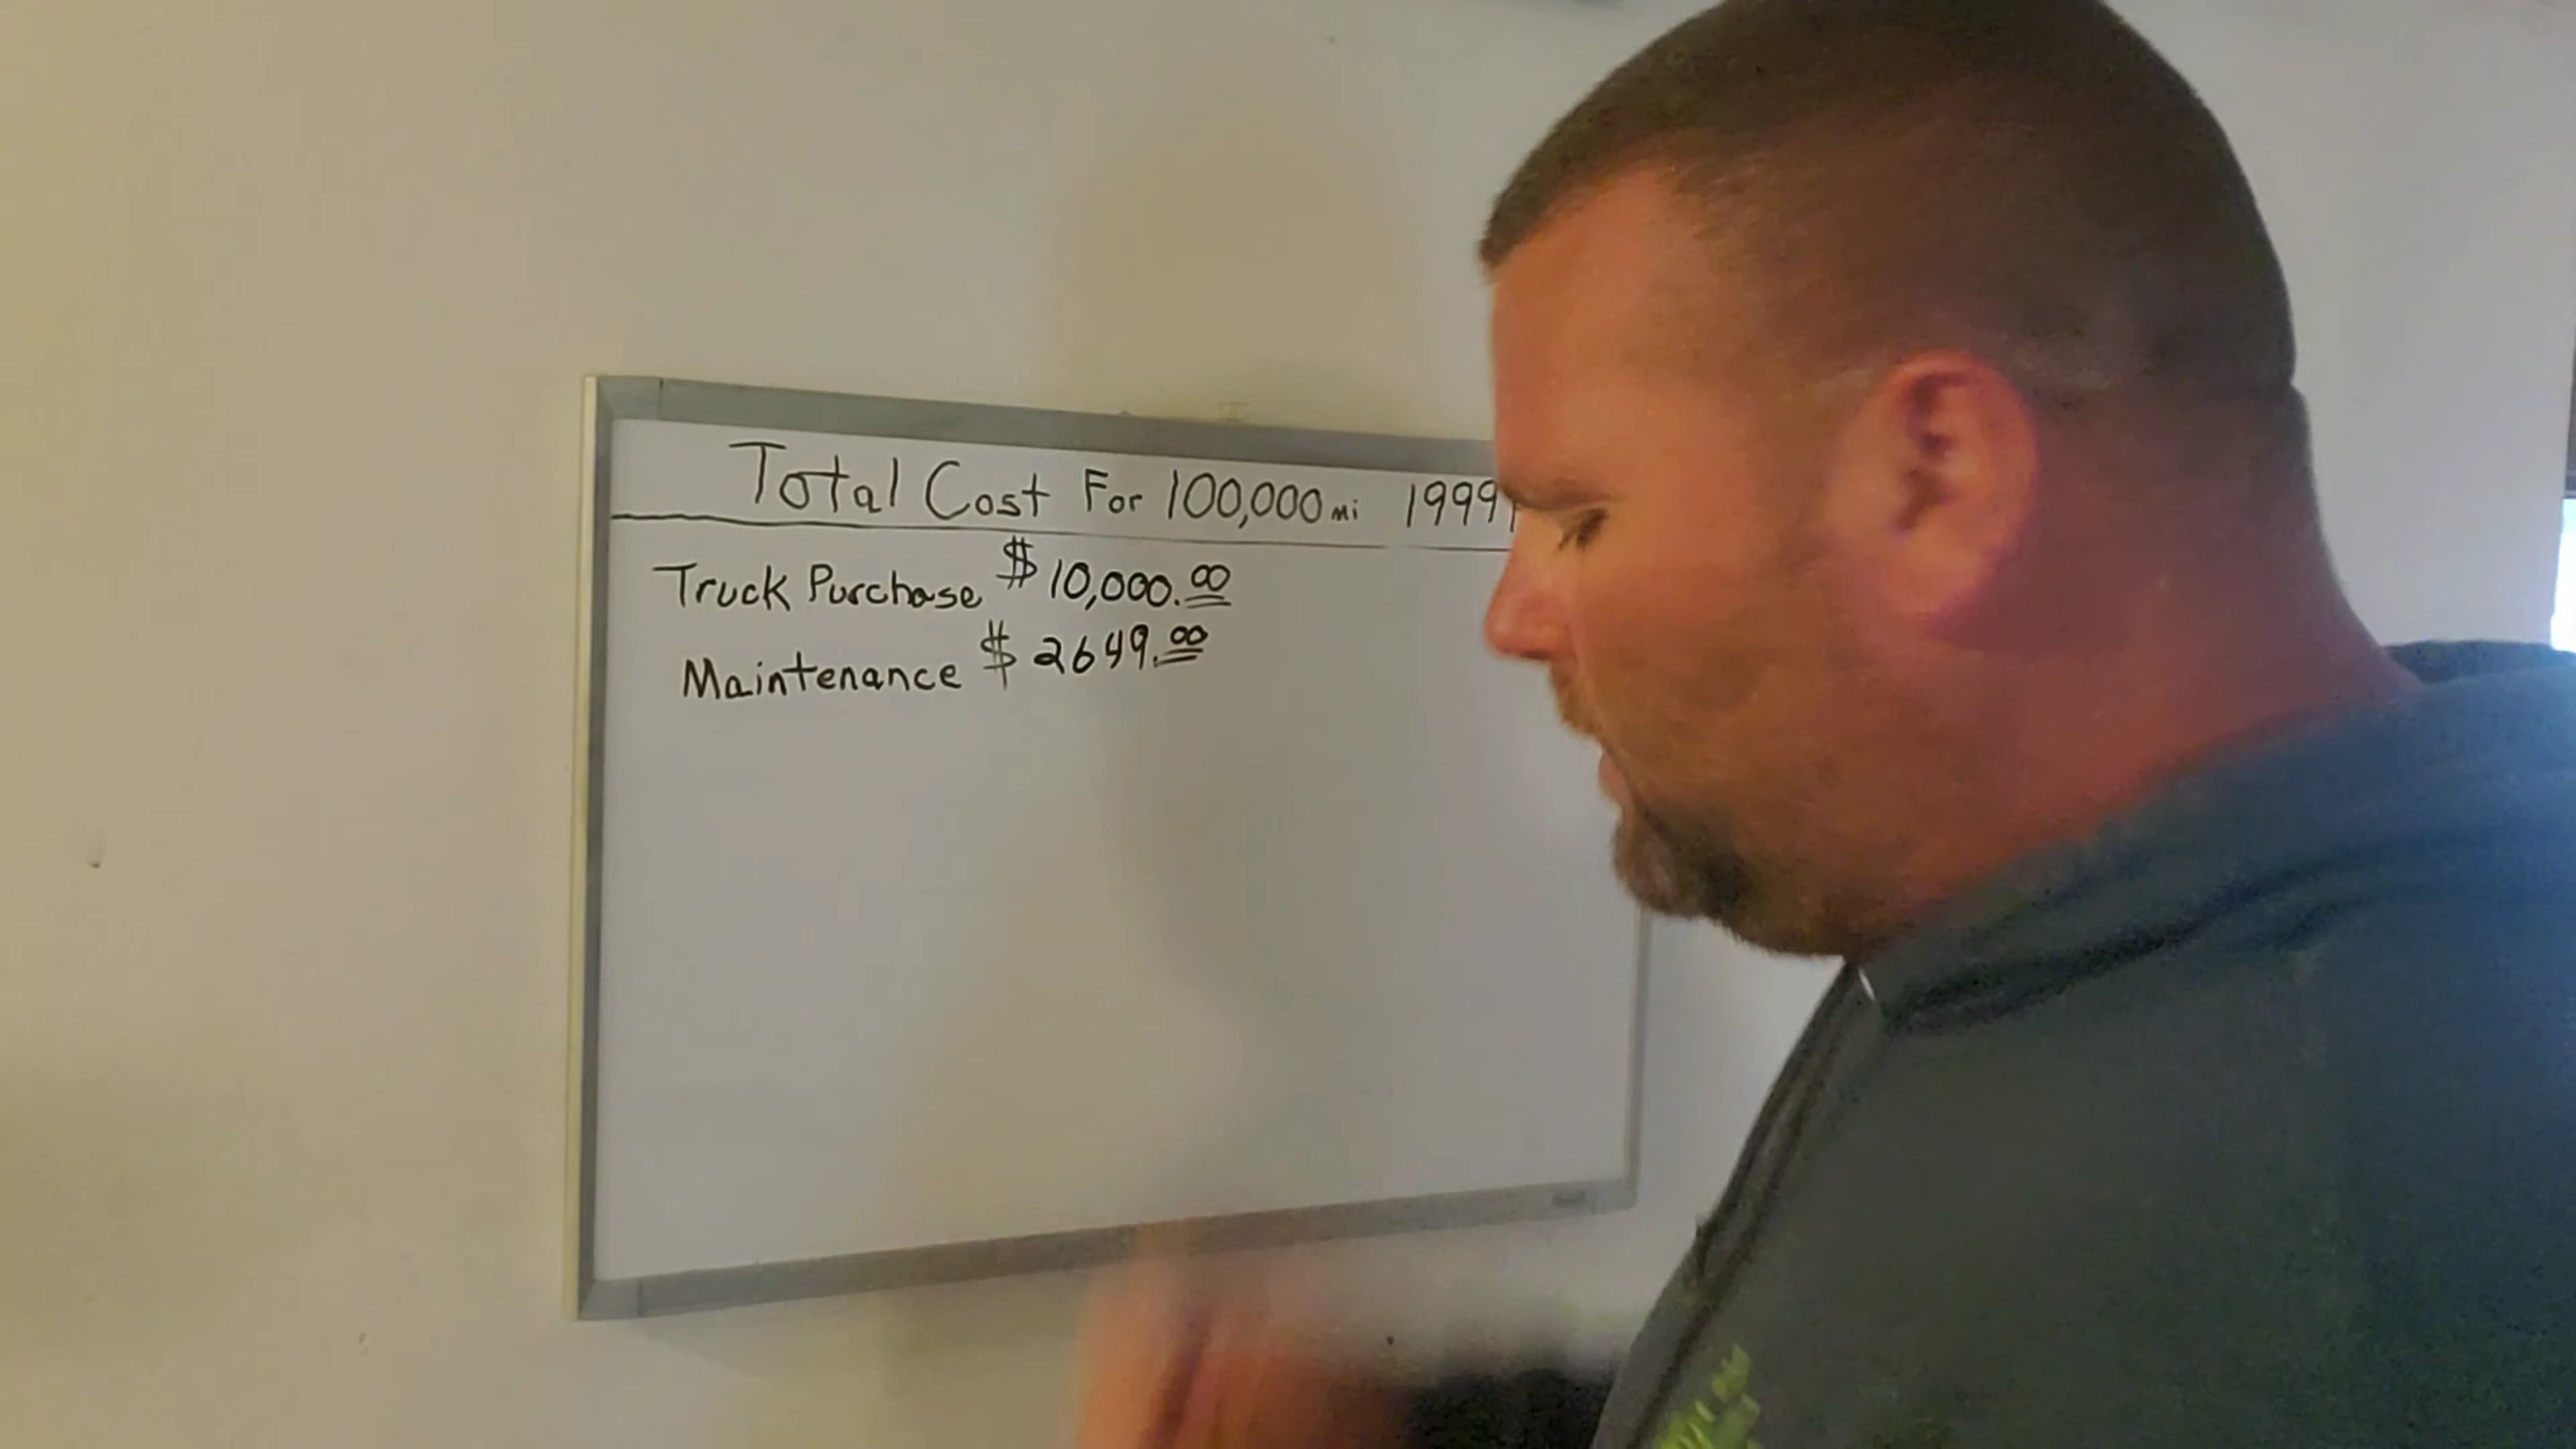 Total Cost For 100,000 mi 1999
Truck Purchase $10,000.00
Maintenance $2649.00